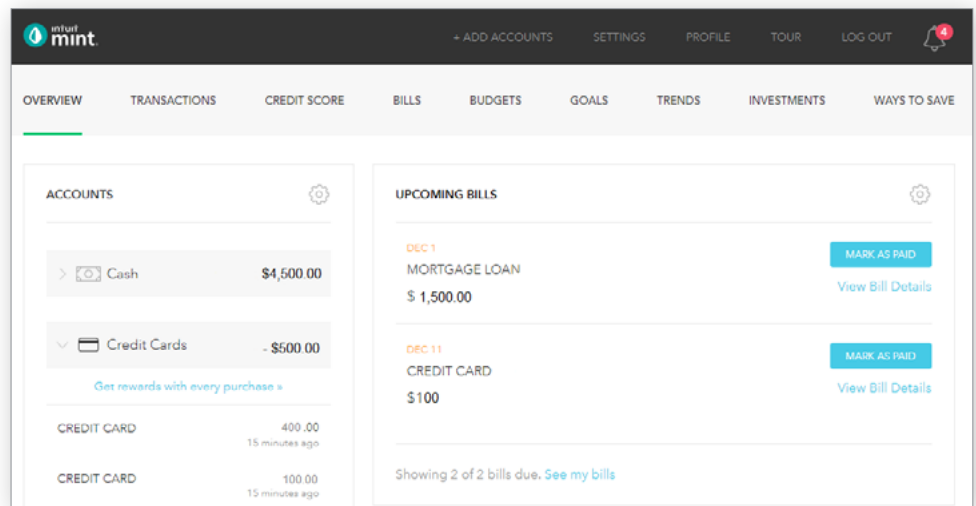 intuit
mint.
+ ADD ACCOUNTS SETTINGS PROFILE TOUR LOG OUT 4
OVERVIEW TRANSACTIONS CREDIT SCORE BILLS BUDGETS GOALS TRENDS INVESTMENTS WAYS TO SAVE
ACCOUNTS
Cash $4,500.00
Credit Cards - $500.00
Get rewards with every purchase »
CREDIT CARD 400 .00
15 minutes ago
CREDIT CARD 100.00
15 minutes ago
UPCOMING BILLS
DEC 1
MORTGAGE LOAN
$ 1,500.00
MARK AS PAID
View Bill Details
DEC 11
CREDIT CARD
$100
MARK AS PAID
View Bill Details
Showing 2 of 2 bills due. See my bills